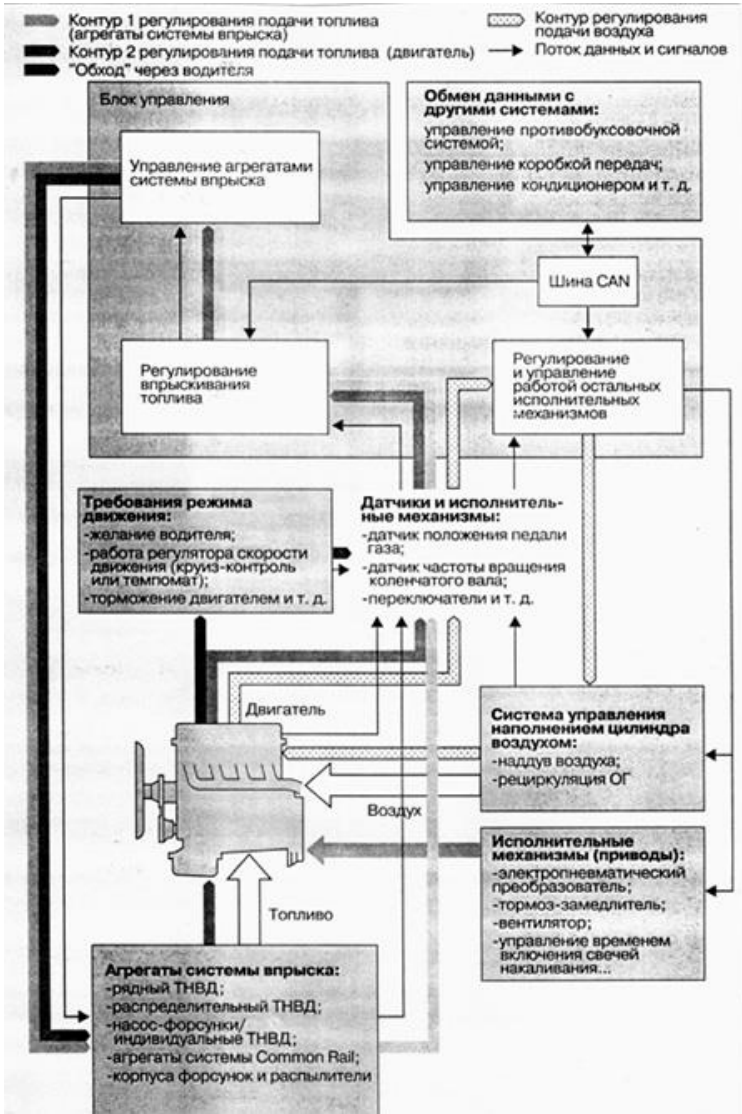 Контур 1 регулирования подачи топлива
(агрегаты системы впрыска)
Контур 2 регулирования подачи топлива (двигатель)
"Обход" через водителя
Контур регулирования
подачи воздуха
Поток данных и сигналов
Блок управления
Управление агрегатами
системы впрыска
Обмен данными с
другими системами:
управление противобуксовочной
системой;
управление коробкой передач;
управление кондиционером и т. д.
Шина CAN
Регулирование
впрыскивания
топлива
Регулирование
и управление
работой остальных
исполнительных
механизмов
Требования режима
движения:
-желание водителя;
-работа регулятора скорости
движения (круиз-контроль
или темпомат);
-торможение двигателем и т. д.
Датчики и исполнитель-
ные механизмы:
-датчик положения педали
газа;
-датчик частоты вращения
коленчатого вала;
-переключатели и т. д.
Двигатель
Система управления
наполнением цилиндра
воздухом:
-наддув воздуха;
-рециркуляция ОГ
Воздух
Исполнительные
механизмы (приводы):
-электропневматический
преобразователь;
-тормоз-замедлитель;
-вентилятор;
-управление временем
включения свечей
накаливания...
Топливо
Агрегаты системы впрыска:
-рядный ТНВД;
-распределительный ТНВД;
-насос-форсунки/
индивидуальные ТНВД;
-агрегаты системы Common Rail;
-корпуса форсунок и распылители